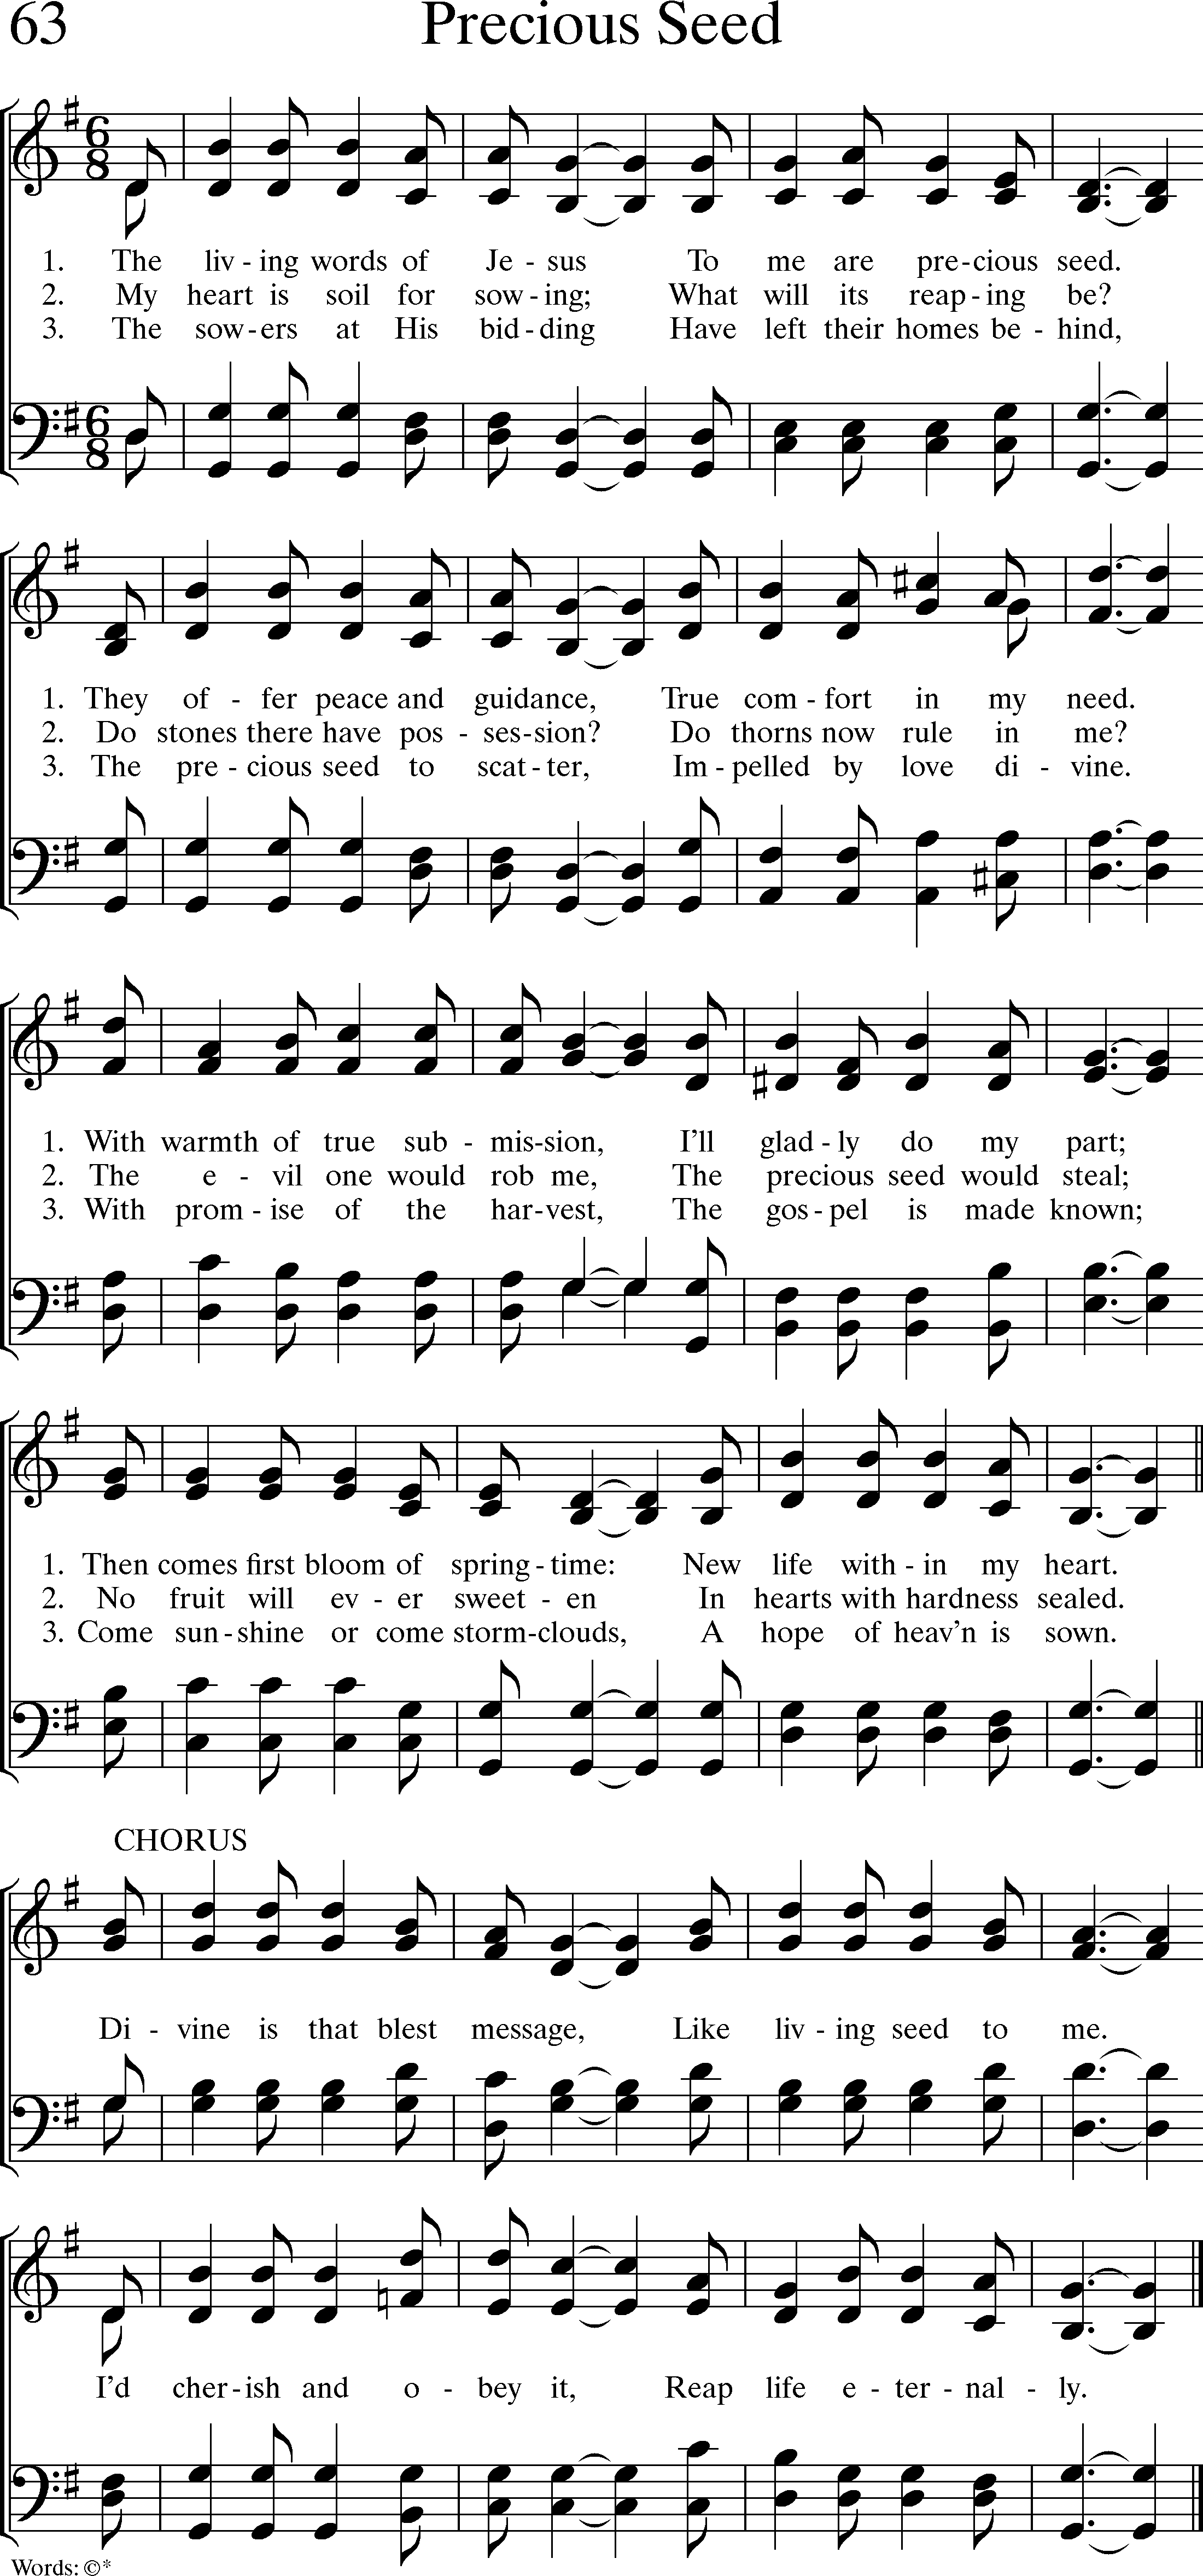 63 Precious Seed
1. The liv - ing words of Je - sus To me are pre - cious seed.
2. My heart is soil for sow - ing; What will its reap - ing be?
3. The sow - ers at His bid - ding Have left their homes be - hind,
1. They of - fer peace and guidance, True com - fort in my need.
2. Do stones there have pos - ses - sion? Do thorns now rule in me?
3. The pre - cious seed to scat - ter, Im - pelled by love di - vine.
1. With warmth of true sub - mis - sion, I'll glad - ly do my part;
2. The e - vil one would rob me, The precious seed would steal;
3. With prom - ise of the har - vest, The gos - pel is made known;
1. Then comes first bloom of spring - time: New life with - in my heart.
2. No fruit will ev - er sweet - en In hearts with hardness sealed.
3. Come sun - shine or come storm - clouds, A hope of heav'n is sown.
CHORUS
Di - vine is that blest message, Like liv - ing seed to me.
I'd cher - ish and o - bey it, Reap life e - ter - nal - ly.
Words: ©*